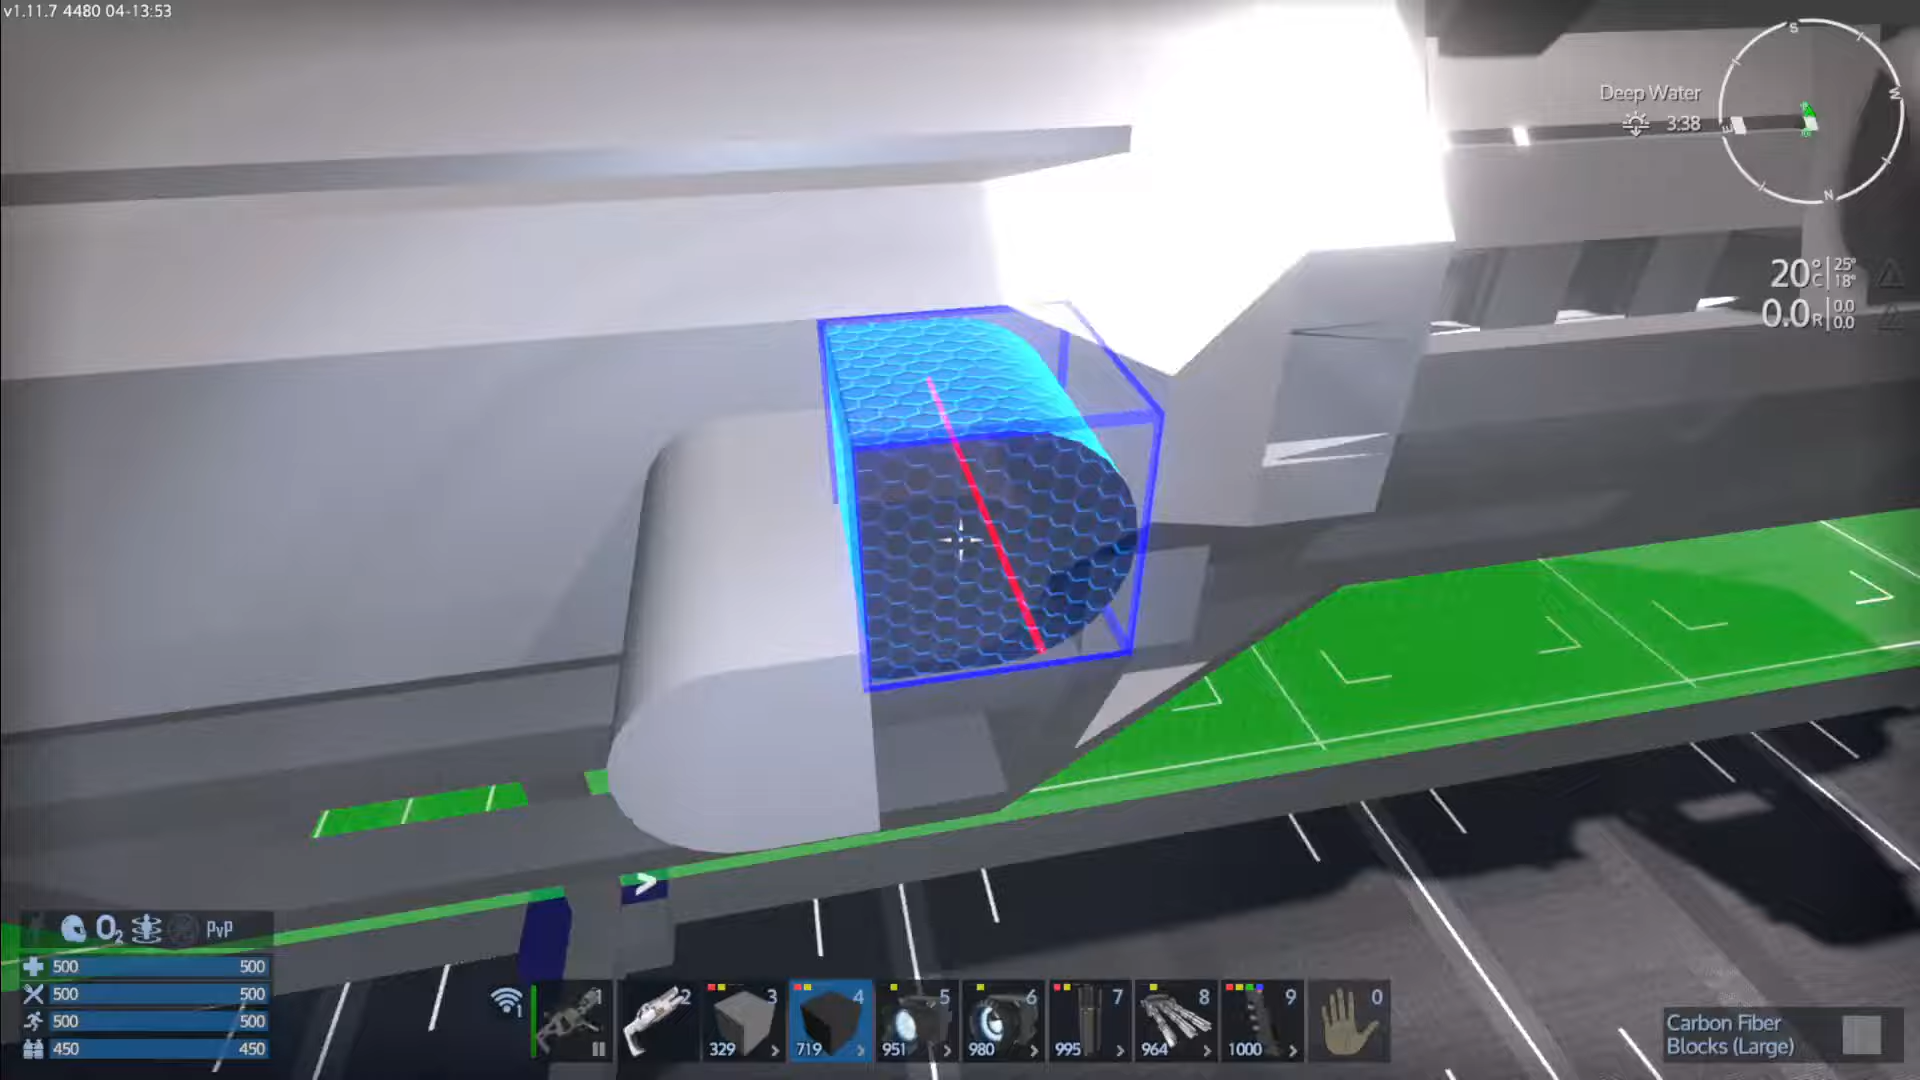 v1.11.7 4480 04-13:53
S
W
E
N
Deep Water
3:38
20°C 25° 18°
0.0R 0.0 0.0
O2 PvP
500 500
500 500
500 500
450 450
1
1
2
3 329
4 719
5 951
6 980
7 995
8 964
9 1000
0
Carbon Fiber
Blocks (Large)